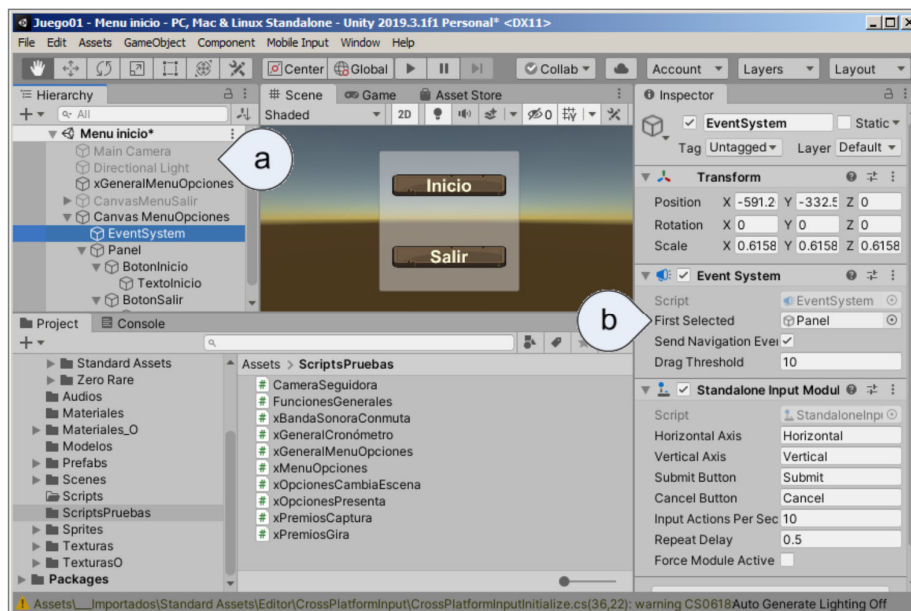 Juego01 - Menu inicio - PC, Mac & Linux Standalone - Unity 2019.3.1f1 Personal* <DX11>
File Edit Assets GameObject Component Mobile Input Window Help
Center Global Collab Account Layers Layout
Hierarchy
All
Menu inicio*
Main Camera
Directional Light
xGeneralMenuOpciones
CanvasMenuSalir
Canvas MenuOpciones
EventSystem
Panel
BotonInicio
TextoInicio
BotonSalir
a
Scene Game Asset Store
Shaded 2D 0
Inicio
Salir
Inspector
EventSystem Static
Tag Untagged Layer Default
Transform
Position X -591.2 Y -332.5 Z 0
Rotation X 0 Y 0 Z 0
Scale X 0.6158 Y 0.6158 Z 0.6158
Event System
Script EventSystem
b
First Selected Panel
Send Navigation Eve
Drag Threshold 10
Standalone Input Modul
Script StandaloneInpu
Horizontal Axis Horizontal
Vertical Axis Vertical
Submit Button Submit
Cancel Button Cancel
Input Actions Per Sec 10
Repeat Delay 0.5
Force Module Active
Project Console
Standard Assets
Zero Rare
Audios
Materiales
Materiales_O
Modelos
Prefabs
Scenes
Scripts
ScriptsPruebas
Sprites
Texturas
TexturasO
Packages
Assets > ScriptsPruebas
CameraSeguidora
FuncionesGenerales
xBandaSonoraConmuta
xGeneralCronómetro
xGeneralMenuOpciones
xMenuOpciones
xOpcionesCambiaEscena
xOpcionesPresenta
xPremiosCaptura
xPremiosGira
Assets\__Importados\Standard Assets\Editor\CrossPlatformInput\CrossPlatformInputInitialize.cs(36,22): warning CS0618 Auto Generate Lighting Off